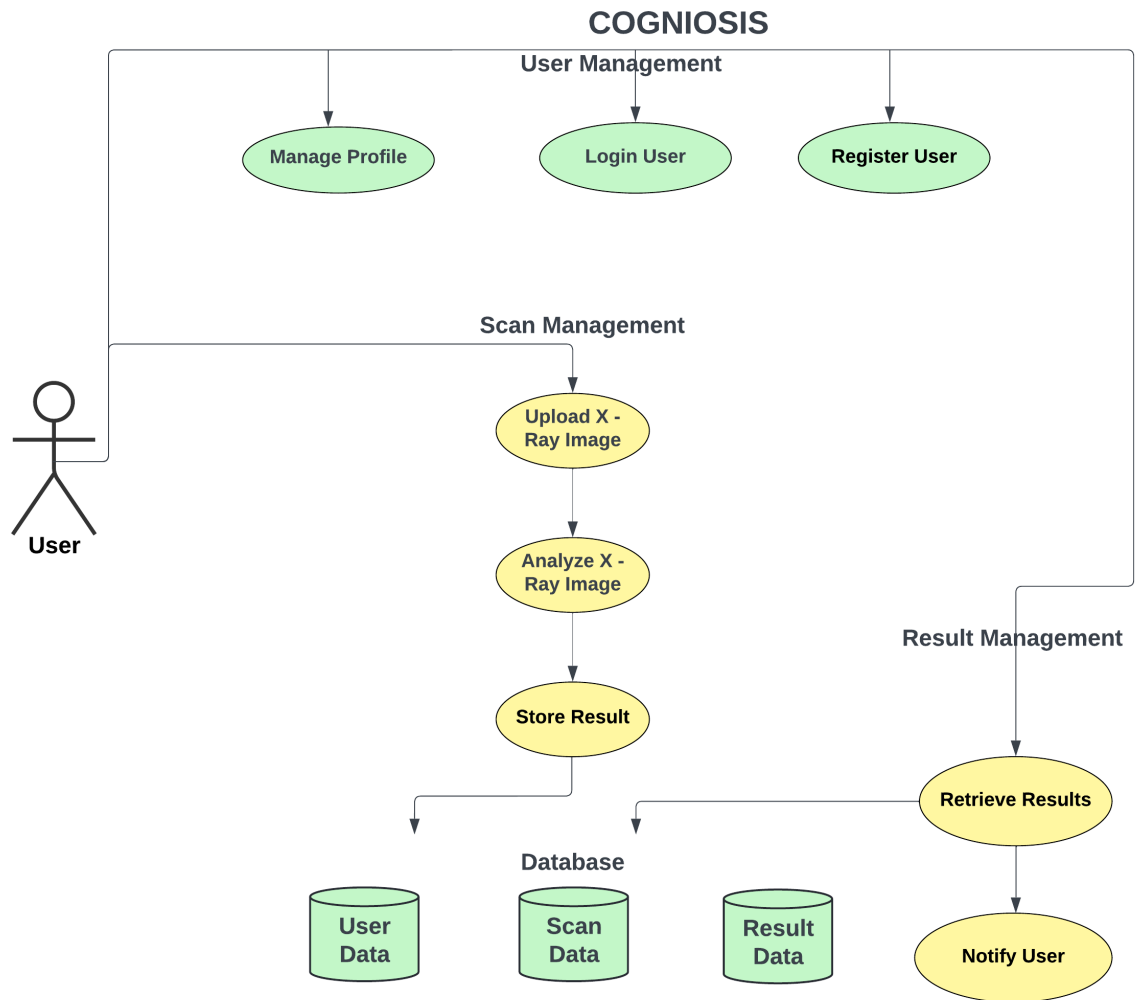 COGNIOSIS
User Management
Manage Profile
Login User
Register User
Scan Management
Upload X -
Ray Image
User
Analyze X -
Ray Image
Result Management
Store Result
Retrieve Results
Database
User
Data
Scan
Data
Result
Data
Notify User